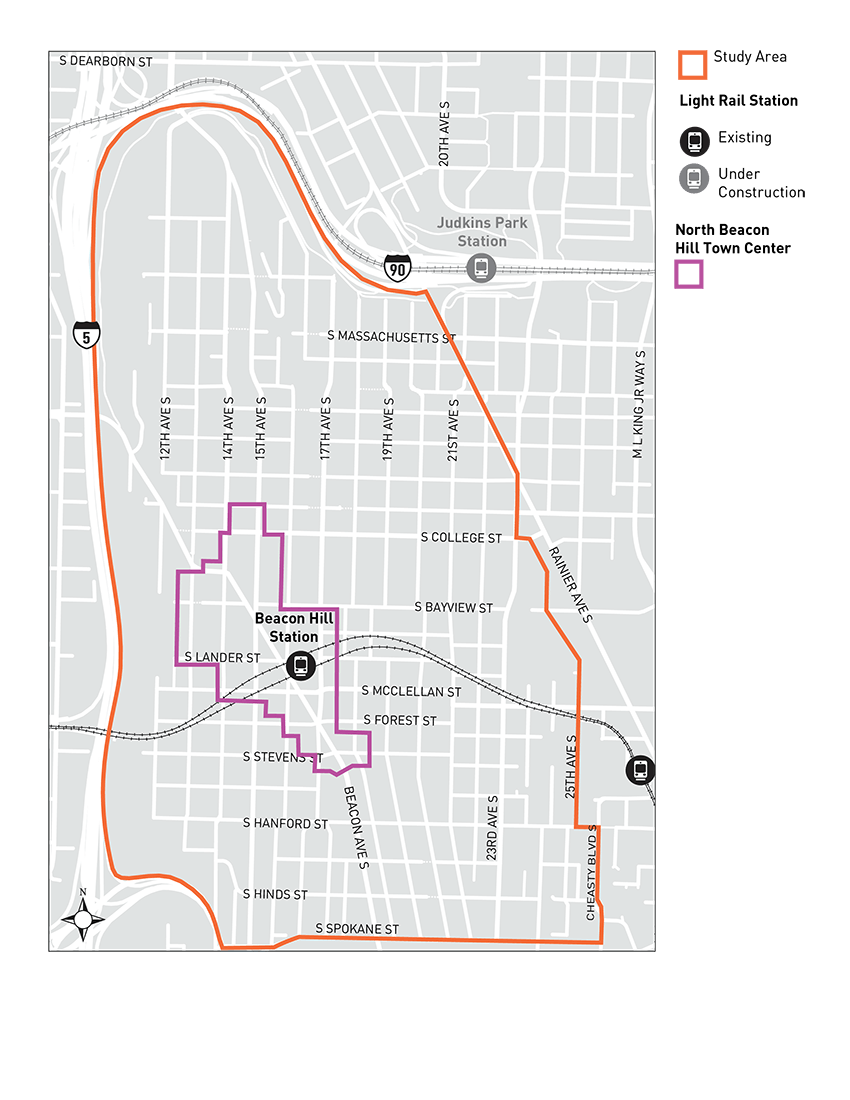 S DEARBORN ST
20TH AVE S
Judkins Park
Station
90
5
S MASSACHUSETTS ST
M L KING JR WAY S
12TH AVE S
14TH AVE S
15TH AVE S
17TH AVE S
19TH AVE S
21ST AVE S
S COLLEGE ST
RAINIER AVE S
S BAYVIEW ST
Beacon Hill
Station
S LANDER ST
S MCCLELLAN ST
S FOREST ST
S STEVENS ST
25TH AVE S
BEACON AVE S
S HANFORD ST
23RD AVE S
CHEASTY BLVD S
S HINDS ST
N
S SPOKANE ST
Study Area
Light Rail Station
Existing
Under
Construction
North Beacon
Hill Town Center